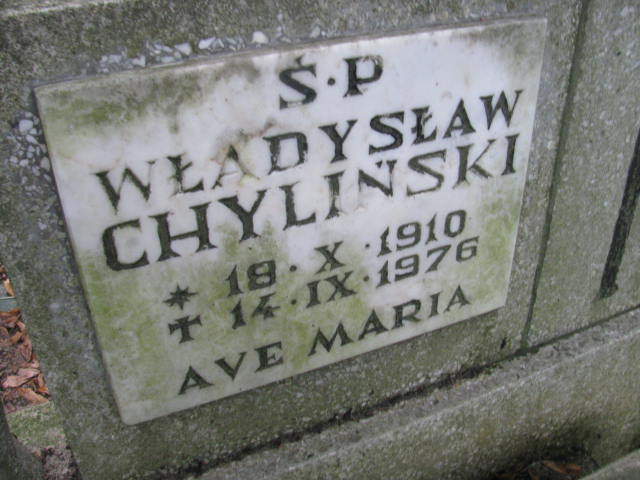 Ś.P
WŁADYSŁAW
CHYLIŃSKI
* 18.X.1910
✝ 14.IX.1976
AVE MARIA